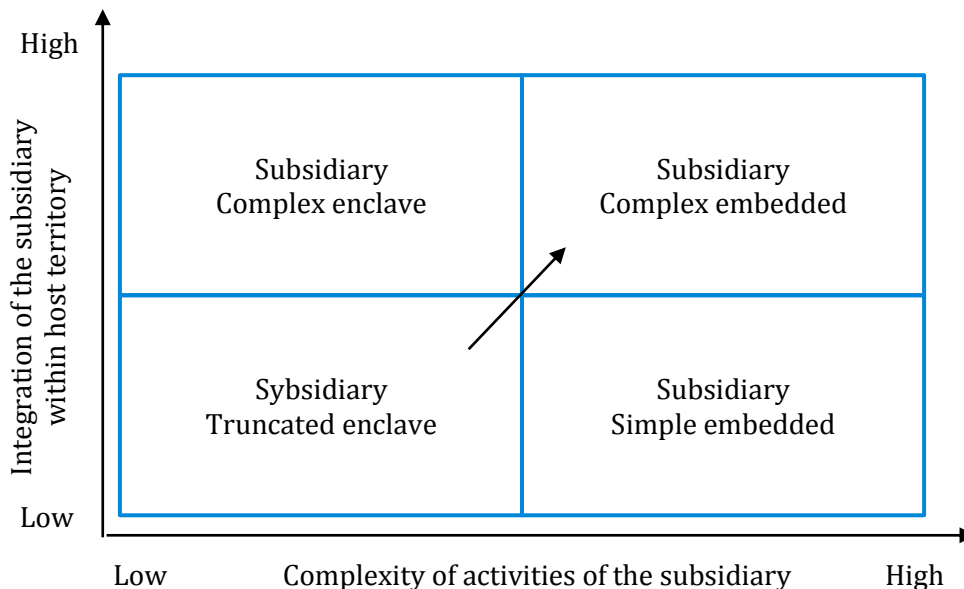 High
Subsidiary
Complex enclave
Subsidiary
Complex embedded
Integration of the subsidiary
within host territory
Sybsidiary
Truncated enclave
Subsidiary
Simple embedded
Low
Low
Complexity of activities of the subsidiary
High